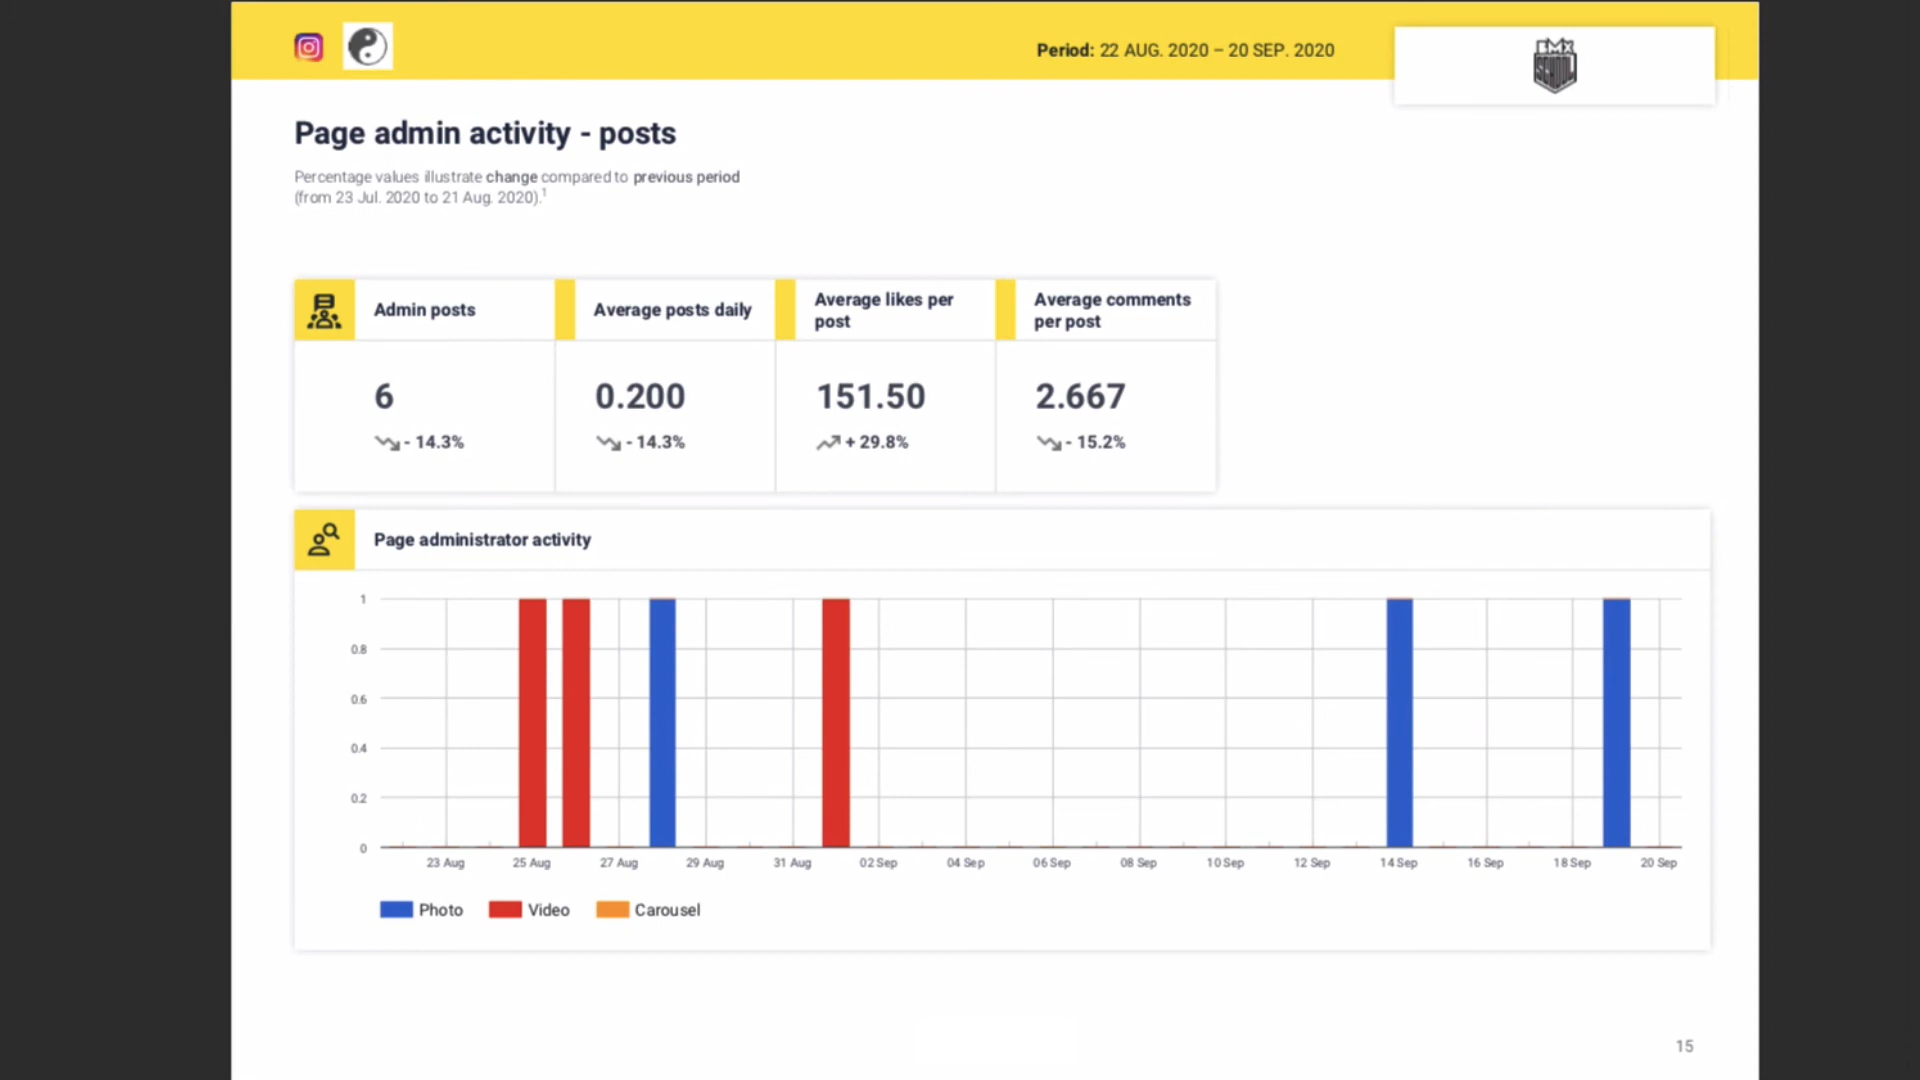 Period: 22 AUG. 2020 – 20 SEP. 2020
Page admin activity - posts
Percentage values illustrate change compared to previous period
(from 23 Jul. 2020 to 21 Aug. 2020).1
Admin posts
Average posts daily
Average likes per
post
Average comments
per post
6
0.200
151.50
2.667
- 14.3%
- 14.3%
+ 29.8%
- 15.2%
Page administrator activity
1
0.8
0.6
0.4
0.2
0
23 Aug
25 Aug
27 Aug
29 Aug
31 Aug
02 Sep
04 Sep
06 Sep
08 Sep
10 Sep
12 Sep
14 Sep
16 Sep
18 Sep
20 Sep
Photo
Video
Carousel
15